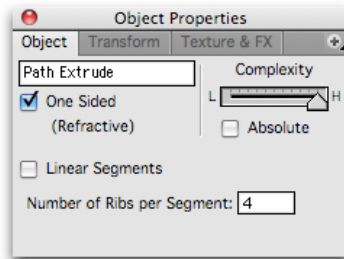 Object Properties
Object Transform Texture & FX
Path Extrude
Complexity
L H
One Sided
(Refractive)
Absolute
Linear Segments
Number of Ribs per Segment: 4